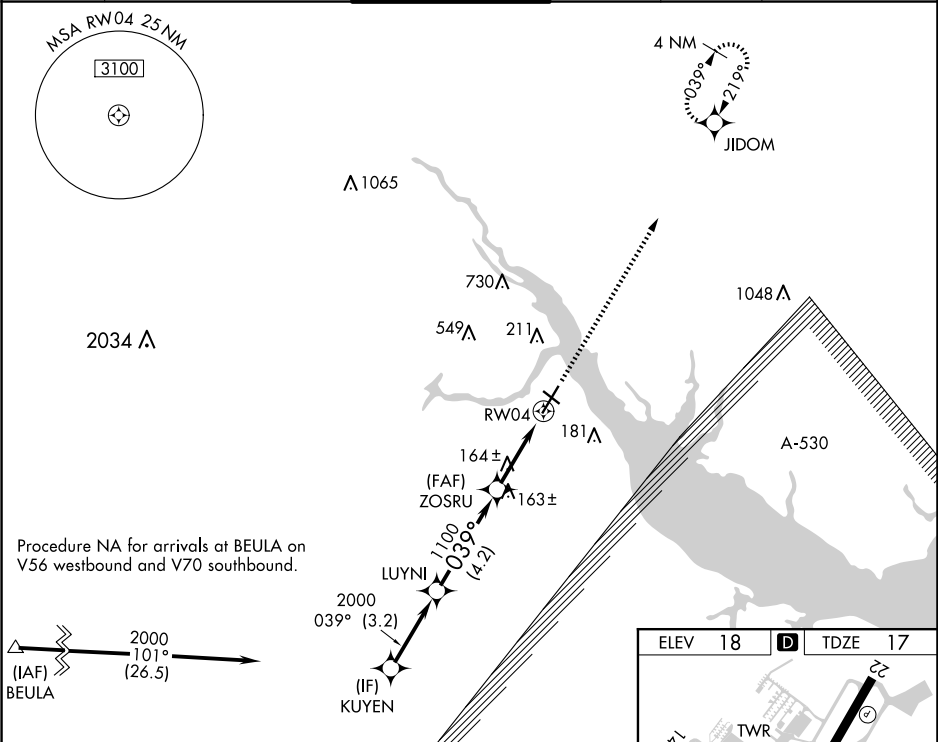 MSA RW04 25 NM
3100
4 NM
039°
219°
JIDOM
1065
730
1048
2034
549
211
RW04
181
A-530
164±
(FAF)
ZOSRU
163±
1100
039°
(4.2)
Procedure NA for arrivals at BEULA on
V56 westbound and V70 southbound.
LUYNI
2000
039° (3.2)
2000
101°
(26.5)
(IAF)
BEULA
(IF)
KUYEN
ELEV 18 D TDZE 17
22
P
TWR